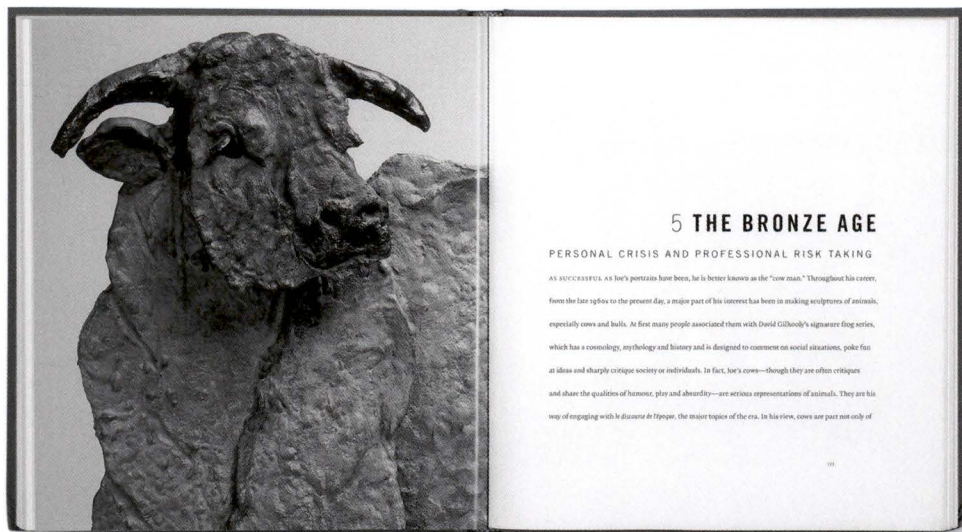 5 THE BRONZE AGE
PERSONAL CRISIS AND PROFESSIONAL RISK TAKING
AS SUCCESSFUL AS Joe's portraits have been, he is better known as the "cow man." Throughout his career,
from the late 1960s to the present day, a major part of his interest has been in making sculptures of animals,
especially cows and bulls. At first many people associated them with David Gilhooly's signature frog series,
which has a cosmology, mythology and history and is designed to comment on social situations, poke fun
at ideas and sharply critique society or individuals. In fact, Joe's cows—though they are often critiques
and share the qualities of humour, play and absurdity—are serious representations of animals. They are his
way of engaging with le discourse de l'époque, the major topics of the era. In his view, cows are part not only of